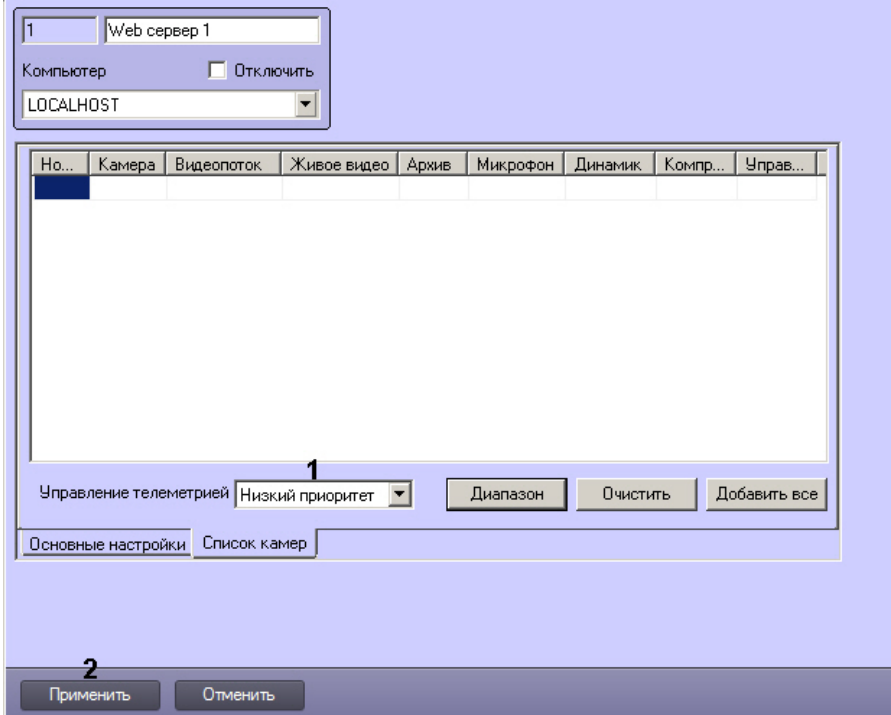 1 Web сервер 1
Компьютер Отключить
LOCALHOST
Но... Камера Видеопоток Живое видео Архив Микрофон Динамик Компр... Управ...
1
Управление телеметрией Низкий приоритет Диапазон Очистить Добавить все
Основные настройки Список камер
2
Применить Отменить